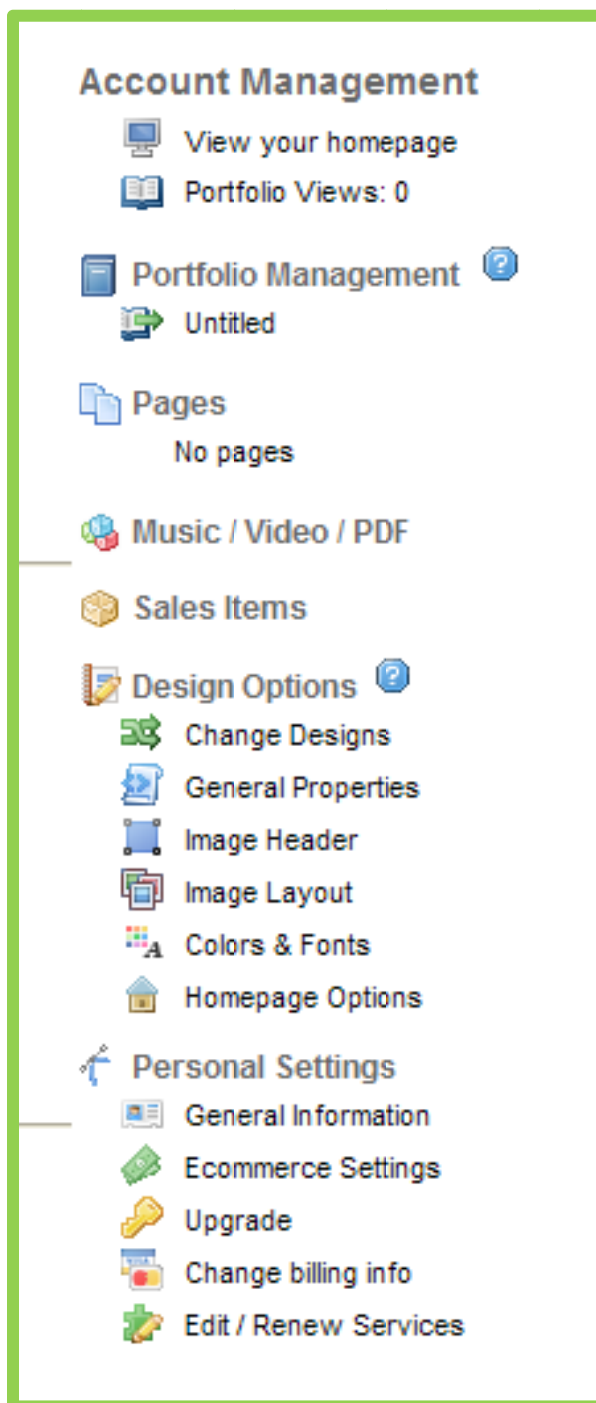 Account Management
View your homepage
Portfolio Views: 0
Portfolio Management ?
Untitled
Pages
No pages
Music / Video / PDF
Sales Items
Design Options ?
Change Designs
General Properties
Image Header
Image Layout
Colors & Fonts
Homepage Options
Personal Settings
General Information
Ecommerce Settings
Upgrade
Change billing info
Edit / Renew Services